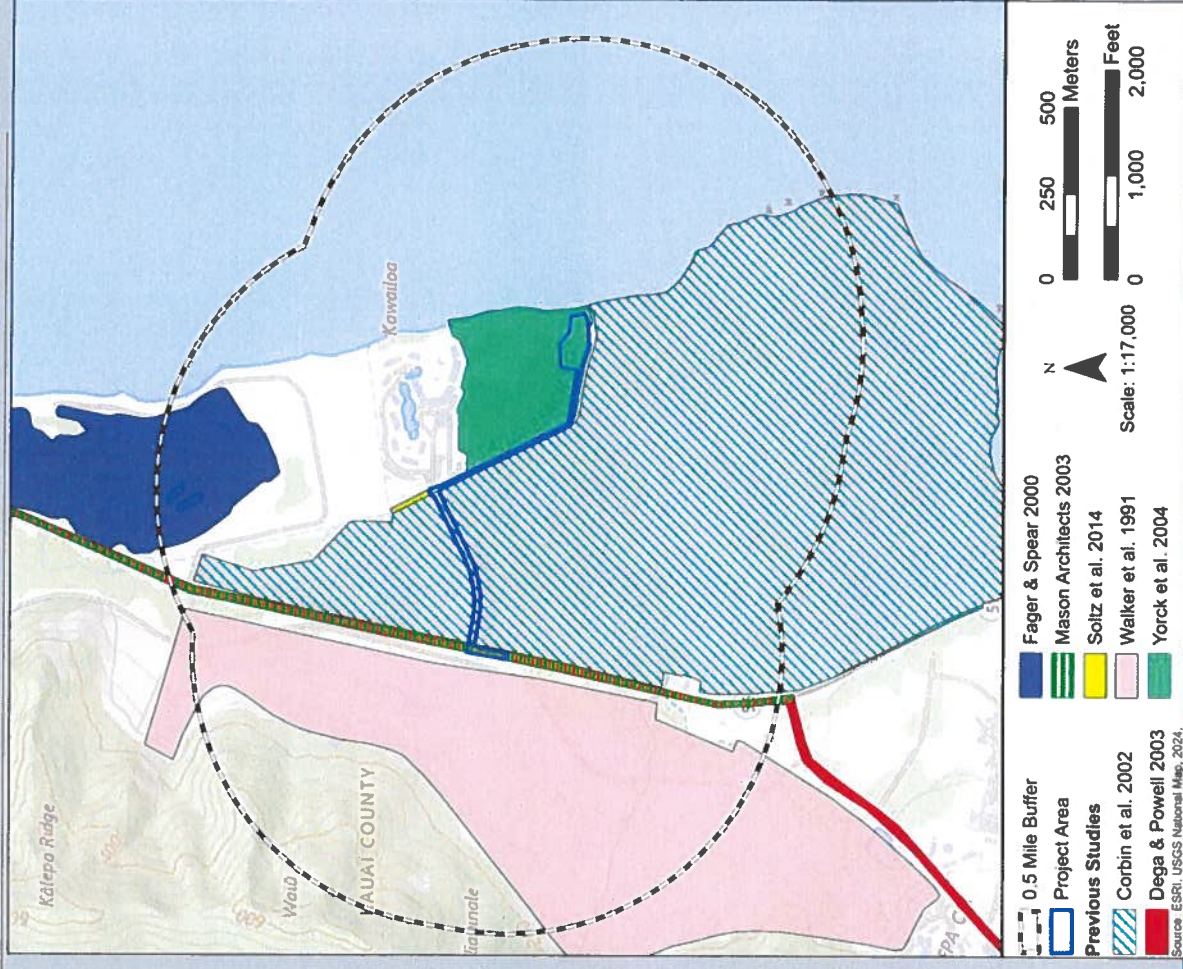 Kālepa Ridge
Kawailoa
600
AUAI COUNTY
0.5 Mile Buffer
Project Area
Previous Studies
Corbin et al. 2002
Dega & Powell 2003
Fager & Spear 2000
Mason Architects 2003
Soltz et al. 2014
Walker et al. 1991
Yorck et al. 2004
N
Scale: 1:17,000
0 250 500
Meters
Feet
0 1,000 2,000
Source: ESRI, USGS National Map, 2024,